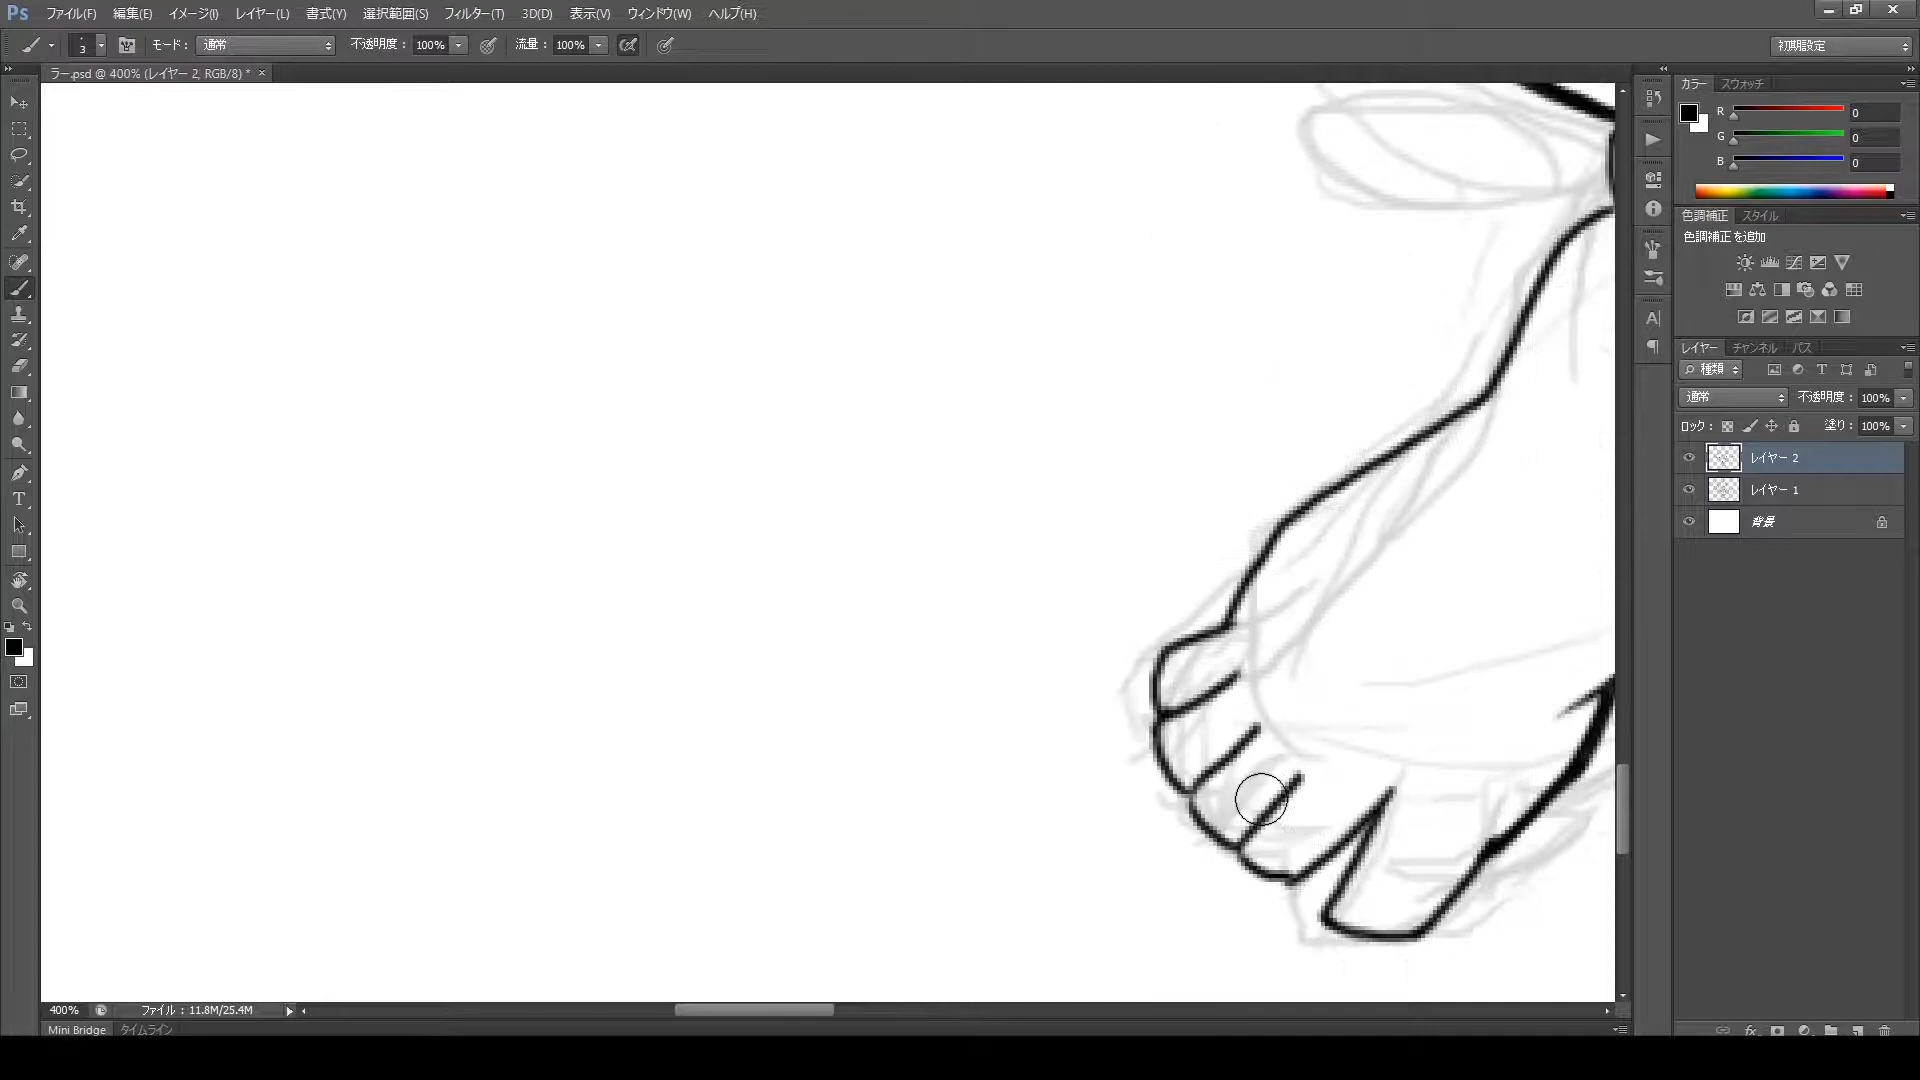 Ps ファイル(F) 編集(E) イメージ(I) レイヤー(L) 書式(Y) 選択範囲(S) フィルター(T) 3D(D) 表示(V) ウィンドウ(W) ヘルプ(H)
3 モード： 通常 不透明度： 100% 流量： 100% 初期設定
ラー.psd @ 400% (レイヤー 2, RGB/8) * ×
カラー スウォッチ
R 0
G 0
B 0
色調補正 スタイル
色調補正を追加
レイヤー チャンネル パス
種類
通常 不透明度： 100%
ロック： 塗り： 100%
レイヤー 2
レイヤー 1
背景
400% ファイル：11.8M/25.4M
Mini Bridge タイムライン